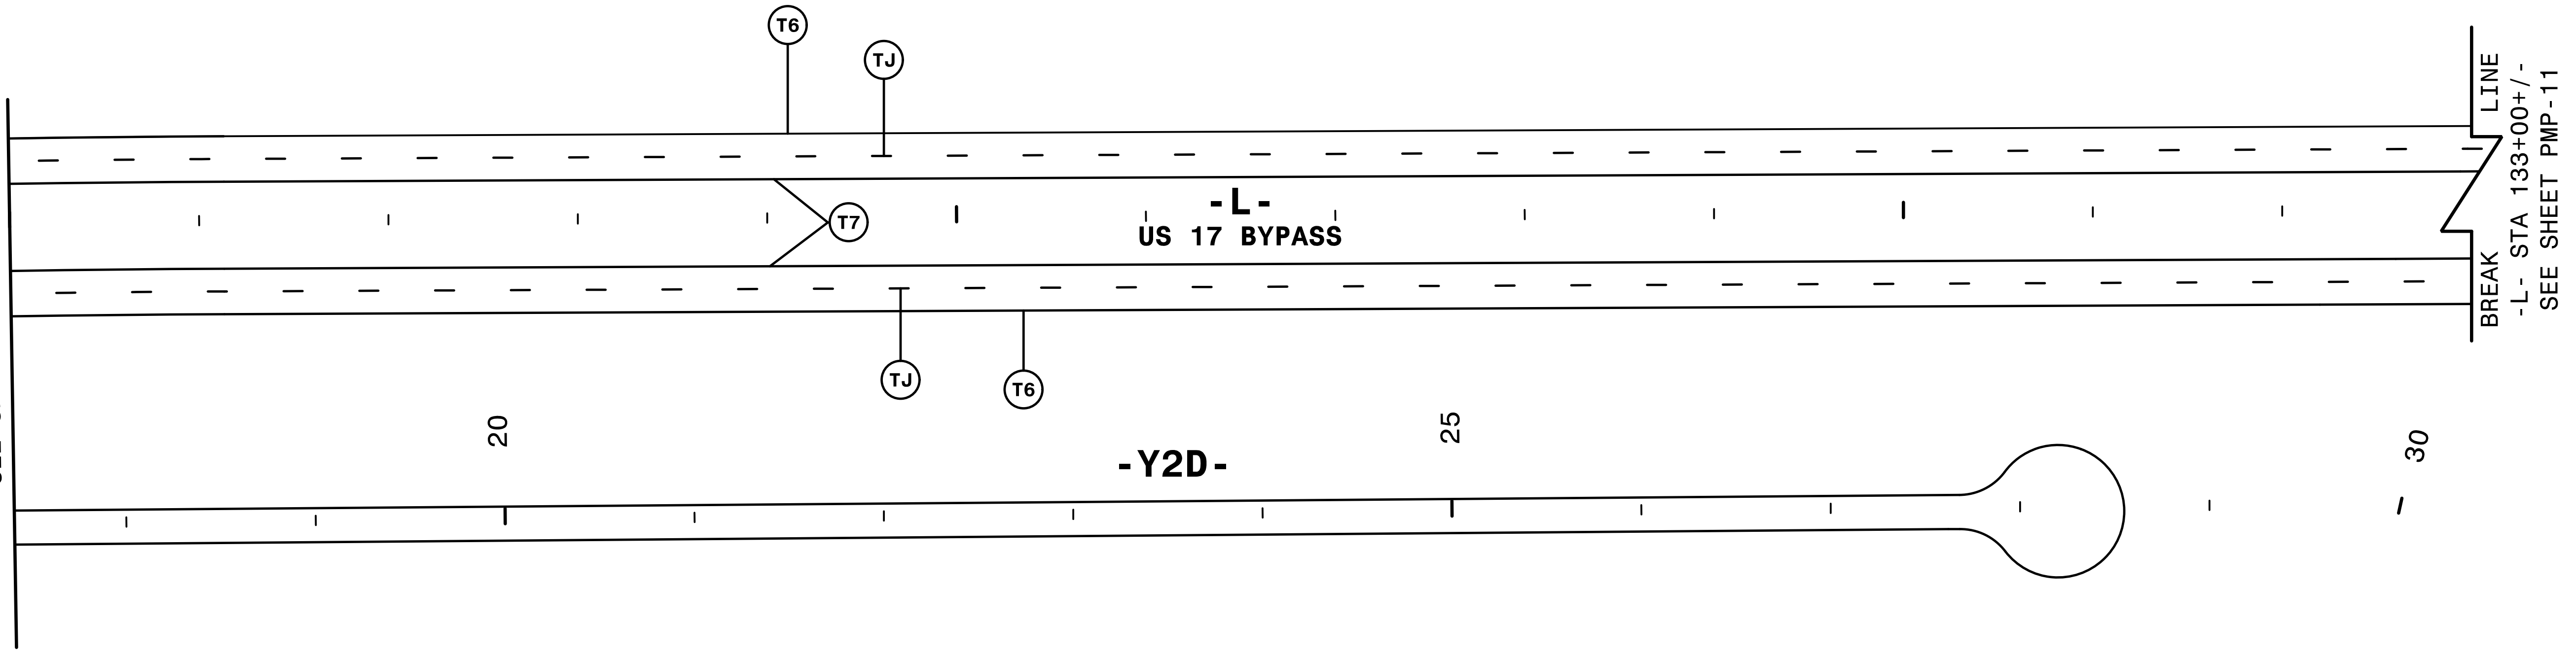 T6
TJ
-L-
US 17 BYPASS
T7
TJ
T6
BREAK LINE
-L- STA 133+00+/-
SEE SHEET PMP-11
20
25
30
-Y2D-